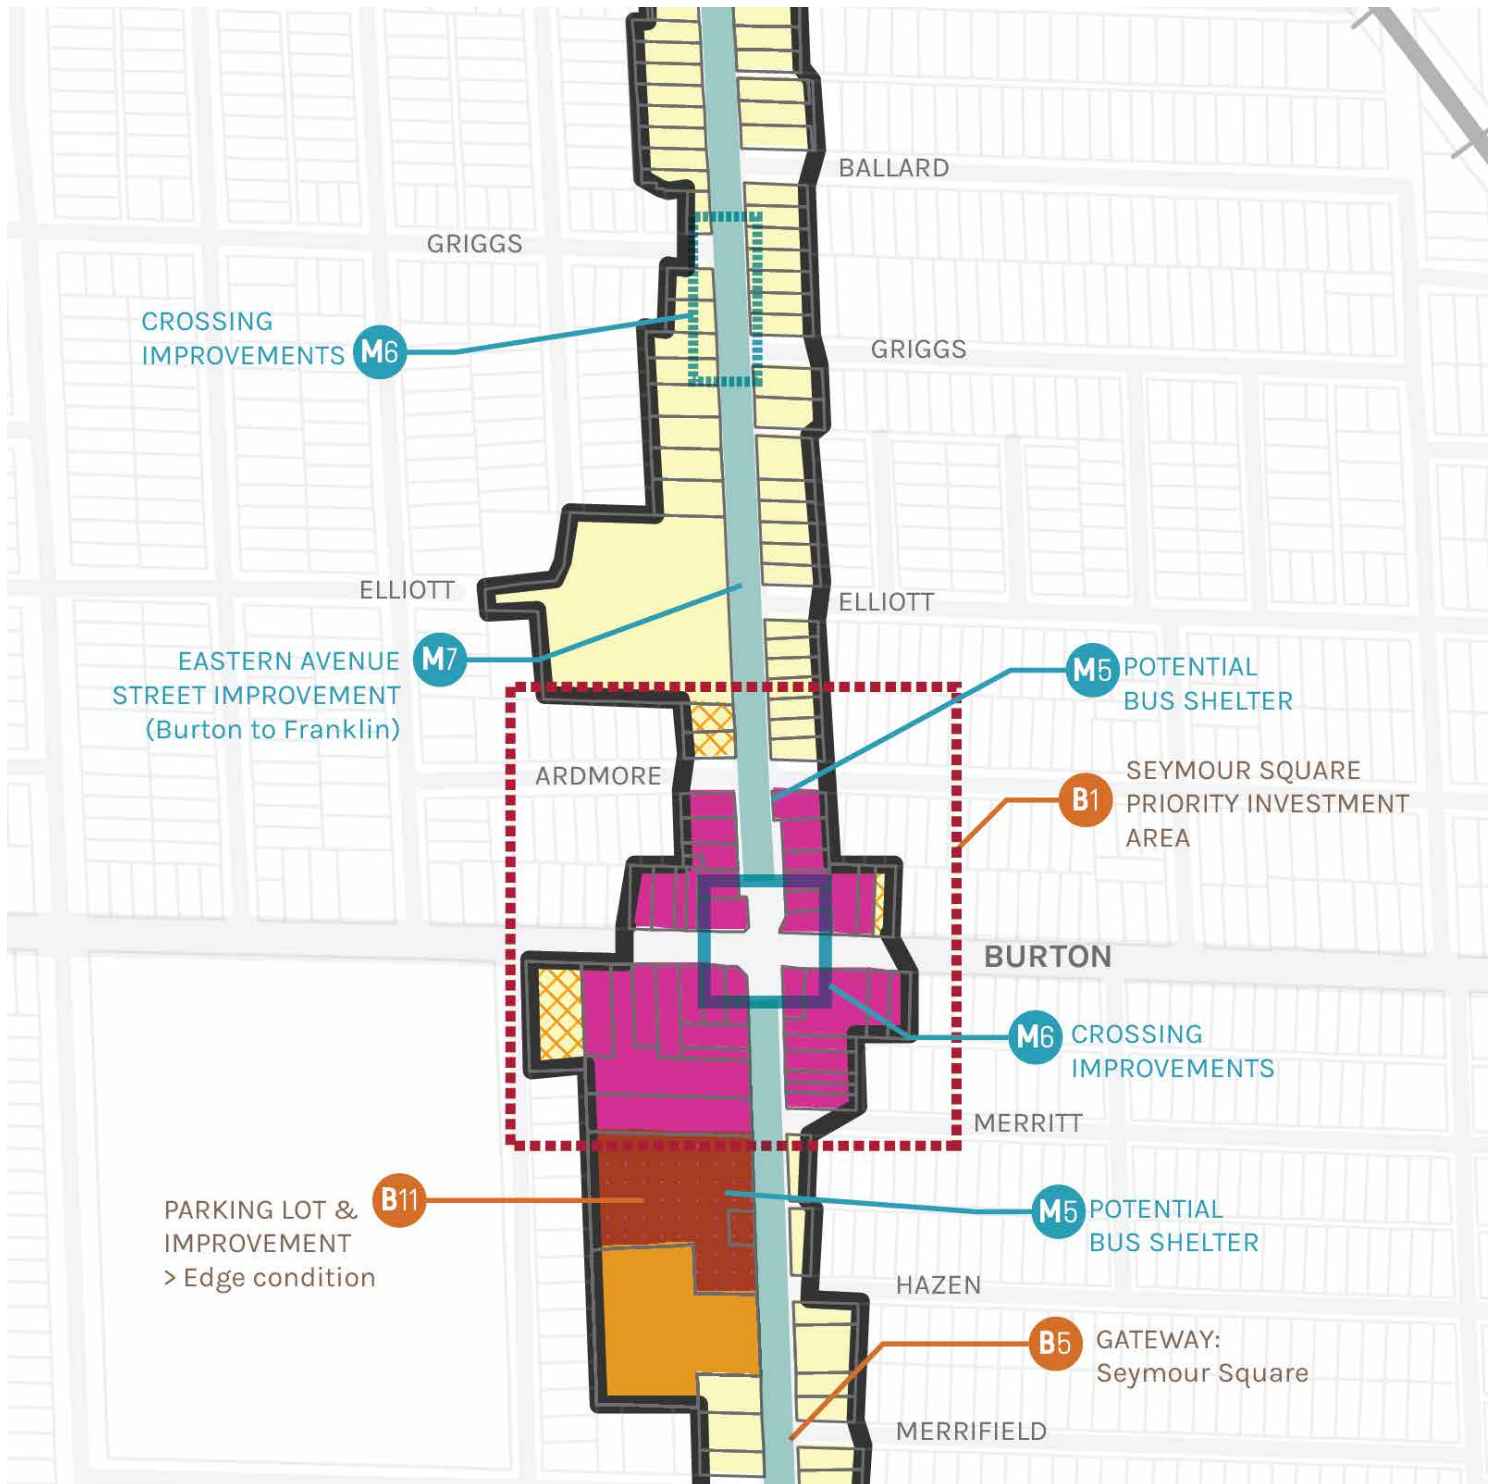 BALLARD
GRIGGS
CROSSING
IMPROVEMENTS M6
GRIGGS
ELLIOTT
ELLIOTT
EASTERN AVENUE M7
STREET IMPROVEMENT
(Burton to Franklin)
M5 POTENTIAL
BUS SHELTER
ARDMORE
B1 SEYMOUR SQUARE
PRIORITY INVESTMENT
AREA
BURTON
M6 CROSSING
IMPROVEMENTS
MERRITT
PARKING LOT & B11
IMPROVEMENT
> Edge condition
M5 POTENTIAL
BUS SHELTER
HAZEN
B5 GATEWAY:
Seymour Square
MERRIFIELD